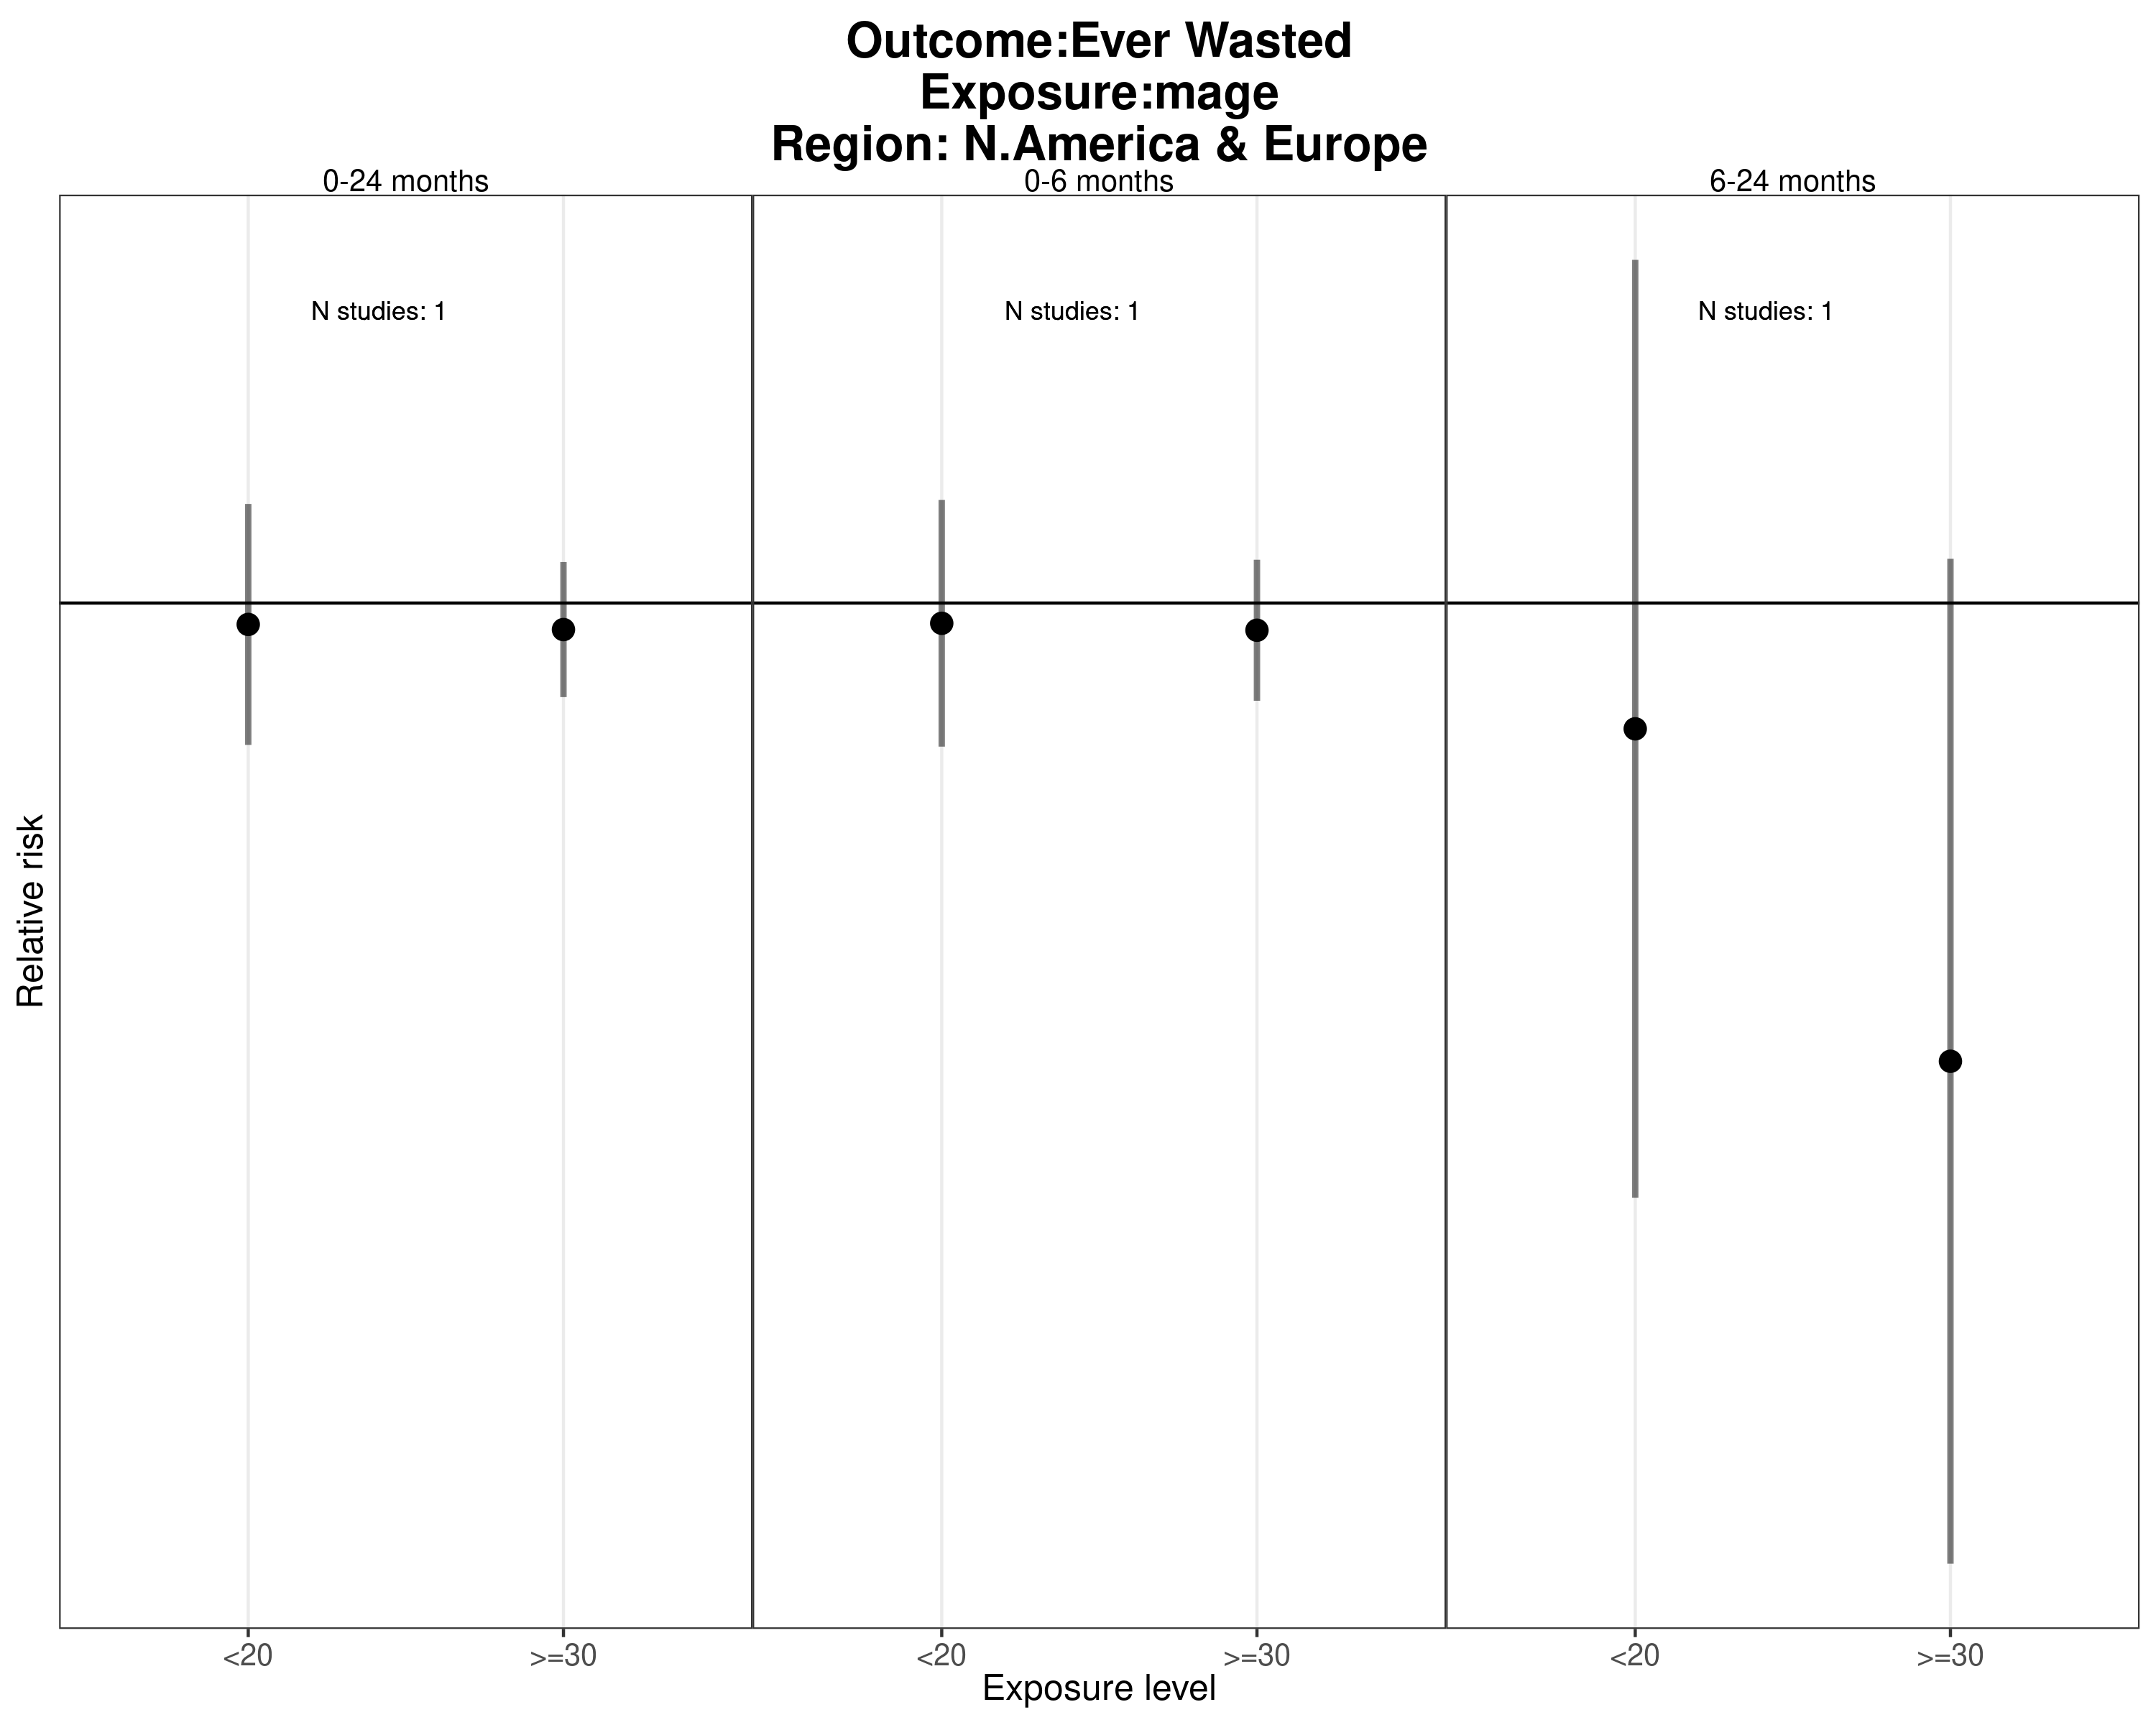 Outcome:Ever Wasted
Exposure:mage
Region: N.America & Europe
0-24 months
0-6 months
6-24 months
N studies: 1
N studies: 1
N studies: 1
Relative risk
<20
>=30
<20
>=30
<20
>=30
Exposure level